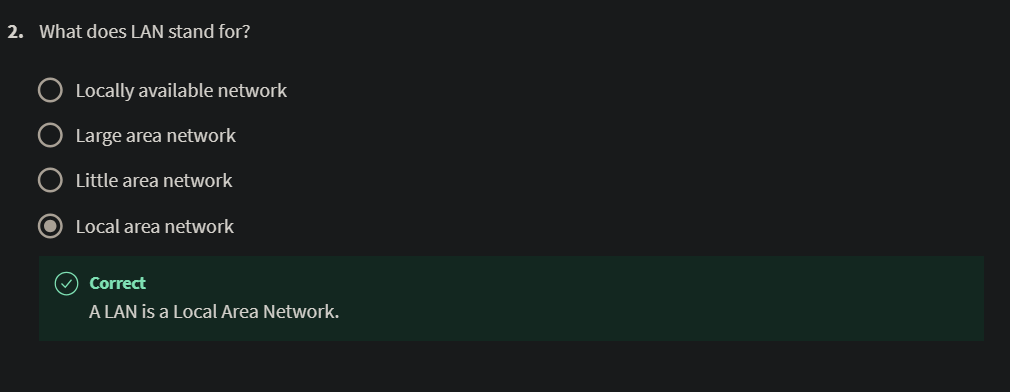 2. What does LAN stand for?
Locally available network
Large area network
Little area network
Local area network
Correct
A LAN is a Local Area Network.